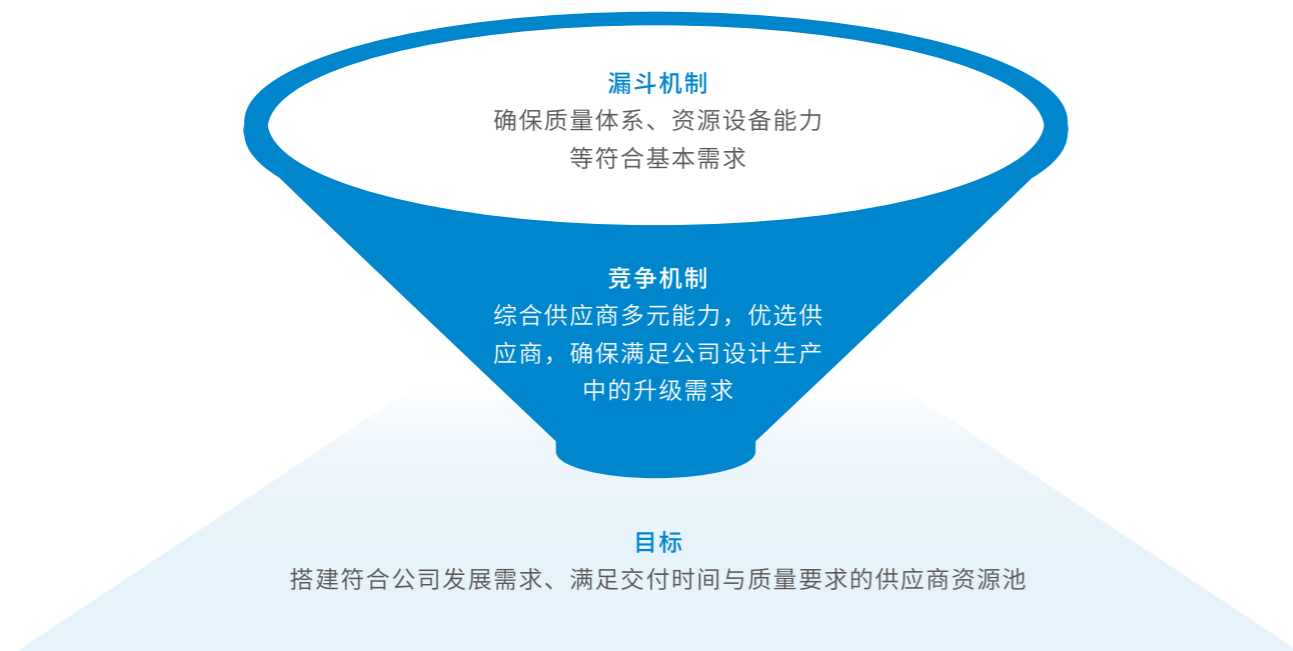 漏斗机制
确保质量体系、资源设备能力
等符合基本需求
竞争机制
综合供应商多元能力，优选供
应商，确保满足公司设计生产
中的升级需求
目标
搭建符合公司发展需求、满足交付时间与质量要求的供应商资源池